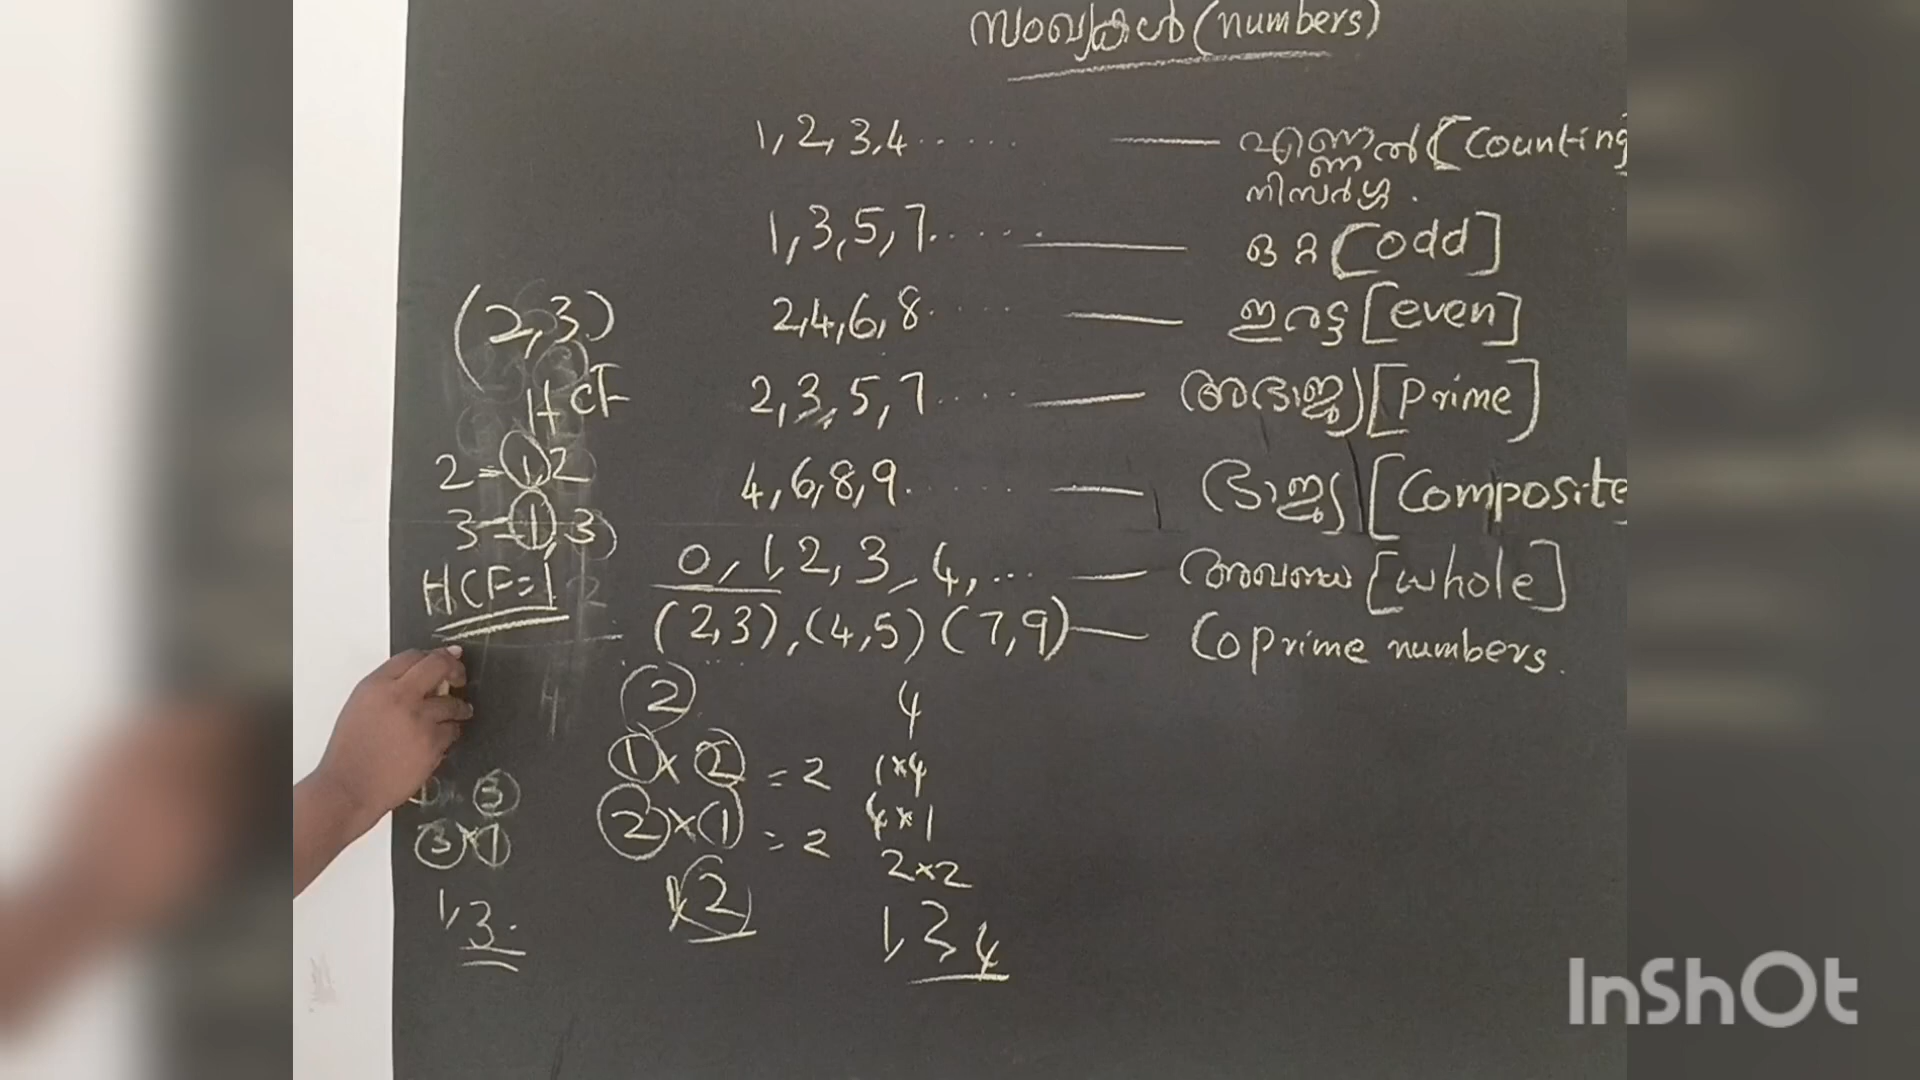 സംഖ്യകൾ (numbers)
1, 2, 3, 4 ...... — എണ്ണൽ [Counting
നിസർഗ്ഗ.
1, 3, 5, 7...... — ഒറ്റ [odd]
2, 4, 6, 8..... — ഇരട്ട [even]
2, 3, 5, 7.... — അഭാജ്യ [Prime]
4, 6, 8, 9...... — ഭാജ്യ [Composite
0, 1, 2, 3, 4, ... — അഖണ്ഡ [whole]
(2,3), (4,5) (7,9) — Coprime numbers.
(2,3)
HCF
2 = 1, 2
3 = 1, 3
HCF=1
3
3×1
1, 3.
2
1 × 2 = 2
2 × 1 = 2
1, 2
4
1×4
4×1
2×2
1, 2, 4
InShOt